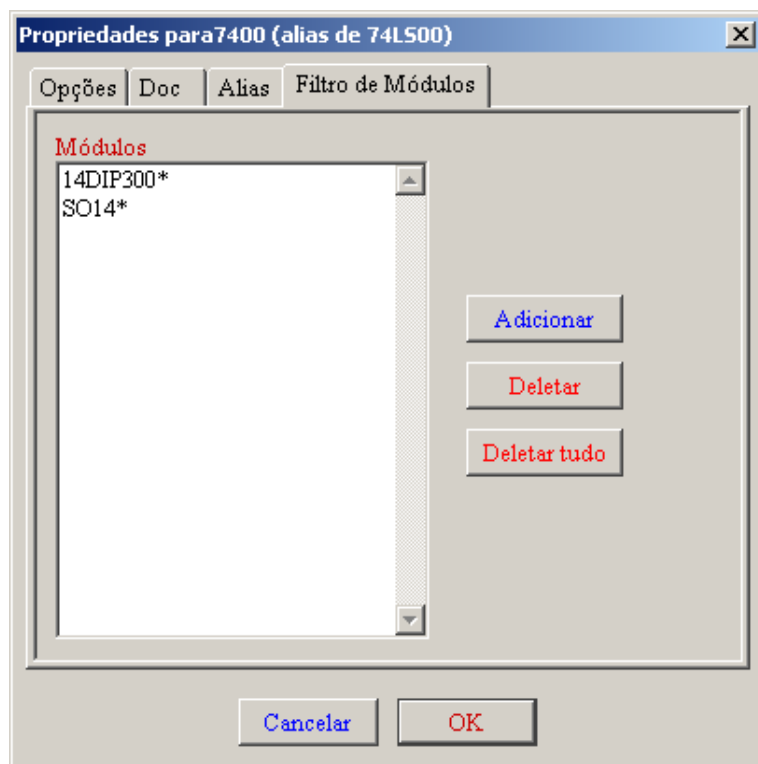 Propriedades para7400 (alias de 74LS00)
Opções Doc Alias Filtro de Módulos
Módulos
14DIP300*
SO14*
Adicionar
Deletar
Deletar tudo
Cancelar OK